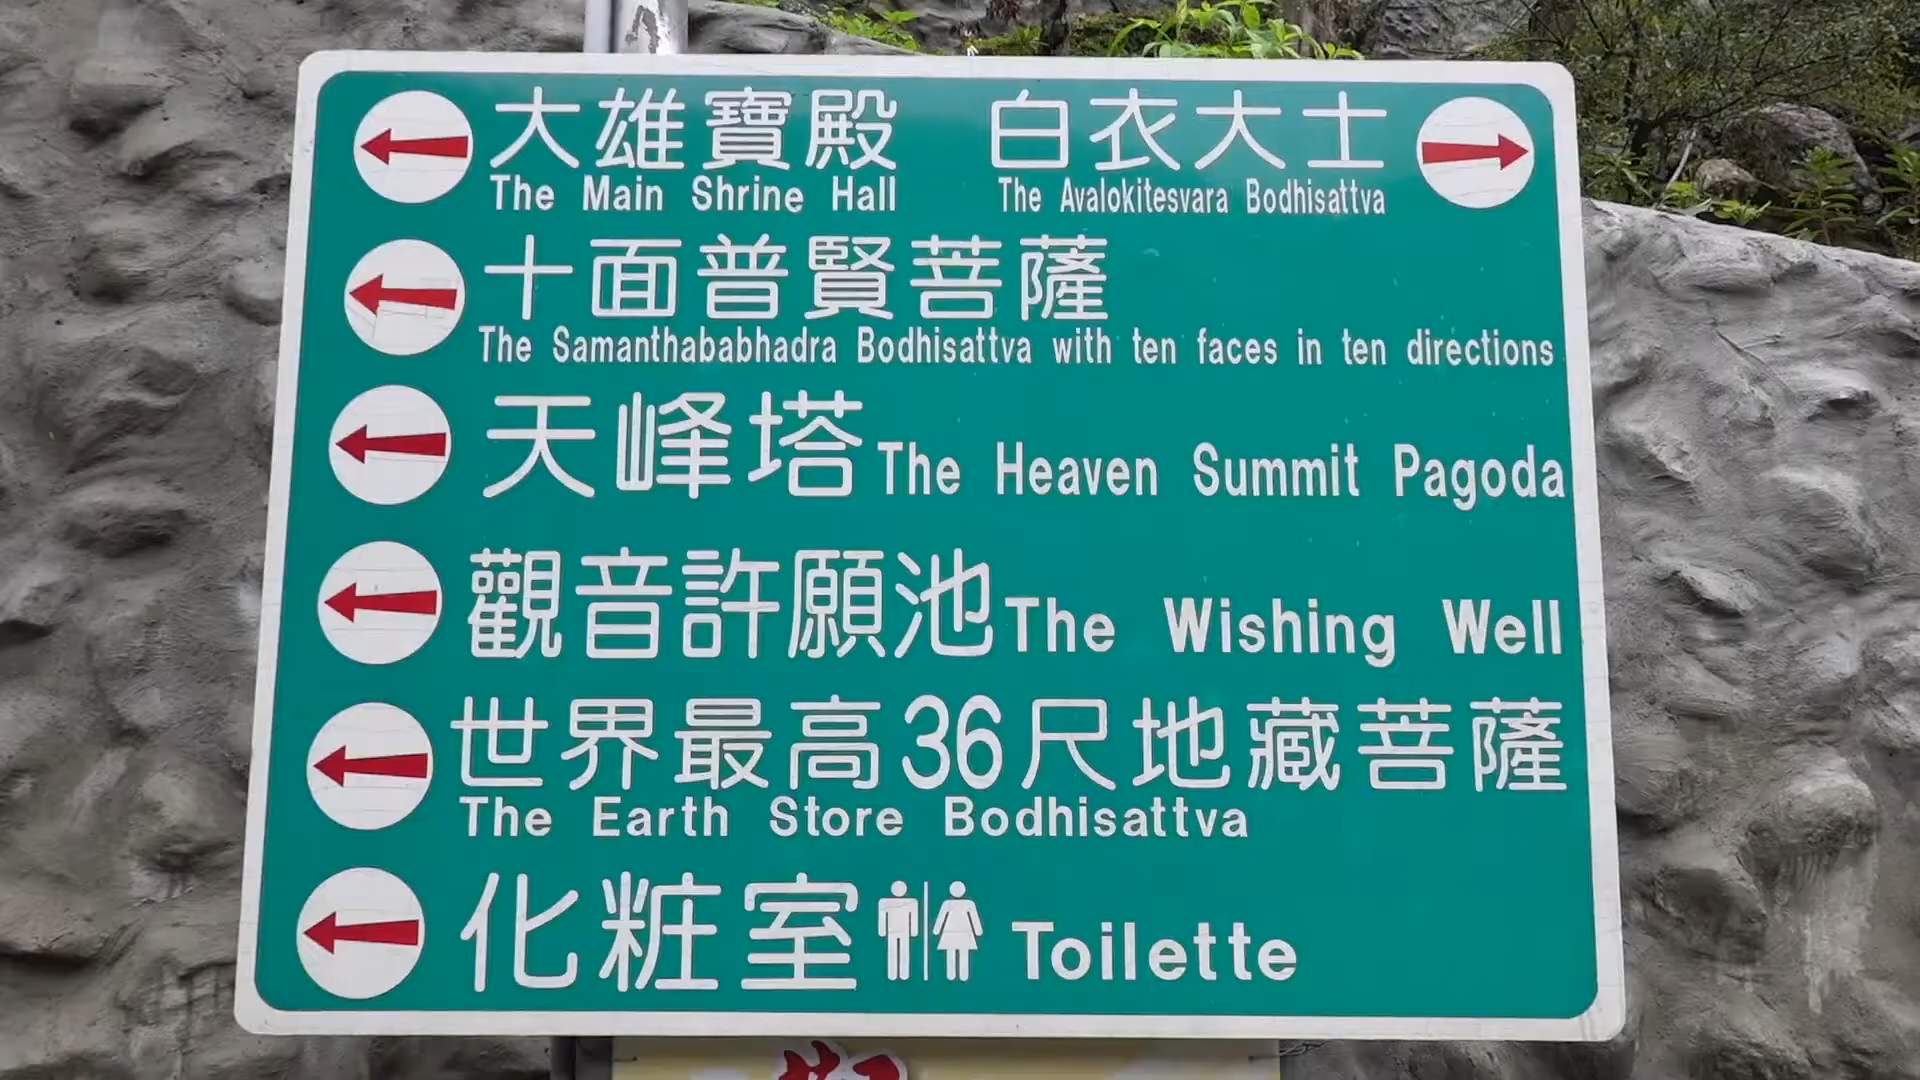 大雄寶殿 白衣大士
The Main Shrine Hall The Avalokitesvara Bodhisattva
十面普賢菩薩
The Samanthababhadra Bodhisattva with ten faces in ten directions
天峰塔 The Heaven Summit Pagoda
觀音許願池 The Wishing Well
世界最高36尺地藏菩薩
The Earth Store Bodhisattva
化粧室 Toilette